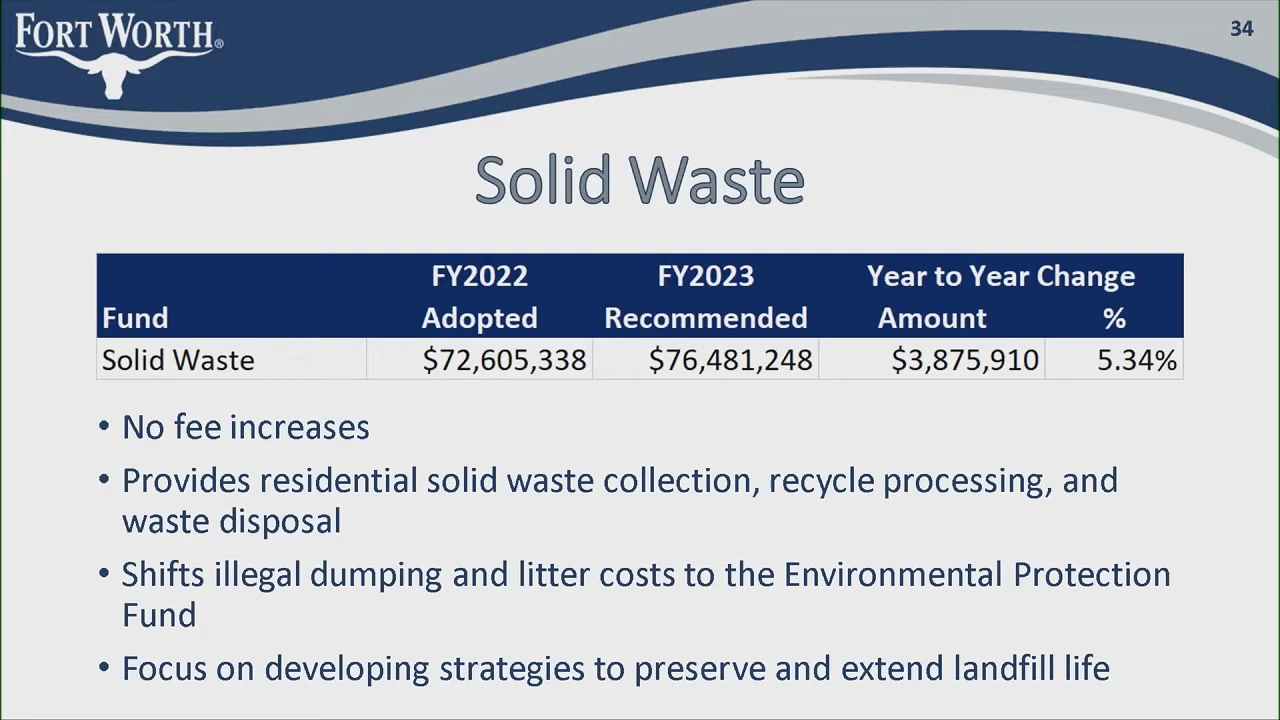 FORT WORTH®
34
Solid Waste
FY2022 FY2023 Year to Year Change
Fund Adopted Recommended Amount %
Solid Waste $72,605,338 $76,481,248 $3,875,910 5.34%
• No fee increases
• Provides residential solid waste collection, recycle processing, and
waste disposal
• Shifts illegal dumping and litter costs to the Environmental Protection
Fund
• Focus on developing strategies to preserve and extend landfill life